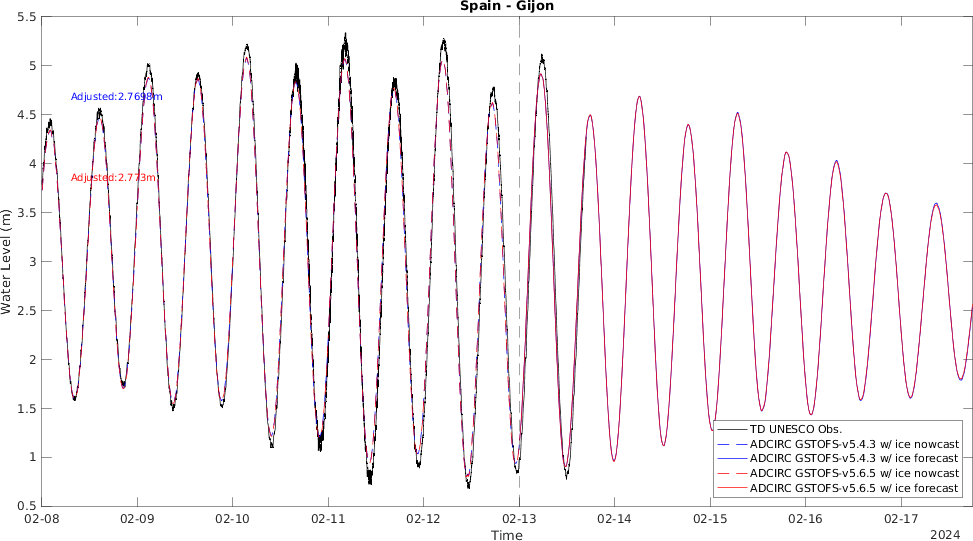 Spain - Gijon
5.5
5
4.5
4
3.5
3
2.5
2
1.5
1
0.5
Water Level (m)
Adjusted:2.7698m
Adjusted:2.773m
TD UNESCO Obs.
ADCIRC GSTOFS-v5.4.3 w/ ice nowcast
ADCIRC GSTOFS-v5.4.3 w/ ice forecast
ADCIRC GSTOFS-v5.6.5 w/ ice nowcast
ADCIRC GSTOFS-v5.6.5 w/ ice forecast
02-08 02-09 02-10 02-11 02-12 02-13 02-14 02-15 02-16 02-17
Time
2024